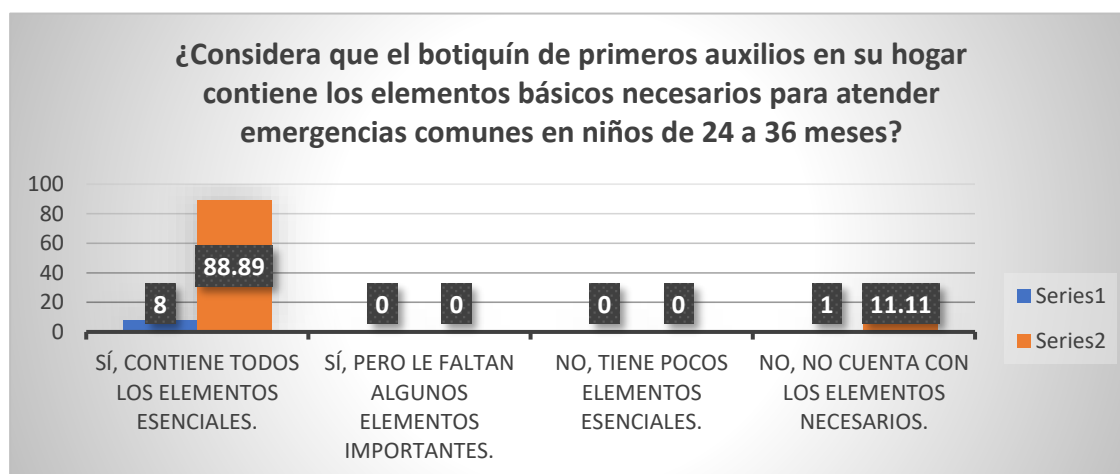 ¿Considera que el botiquín de primeros auxilios en su hogar
contiene los elementos básicos necesarios para atender
emergencias comunes en niños de 24 a 36 meses?
100
80
60
40
20
0
8
88.89
0
0
0
0
1
11.11
SÍ, CONTIENE TODOS
LOS ELEMENTOS
ESENCIALES.
SÍ, PERO LE FALTAN
ALGUNOS
ELEMENTOS
IMPORTANTES.
NO, TIENE POCOS
ELEMENTOS
ESENCIALES.
NO, NO CUENTA CON
LOS ELEMENTOS
NECESARIOS.
Series1
Series2